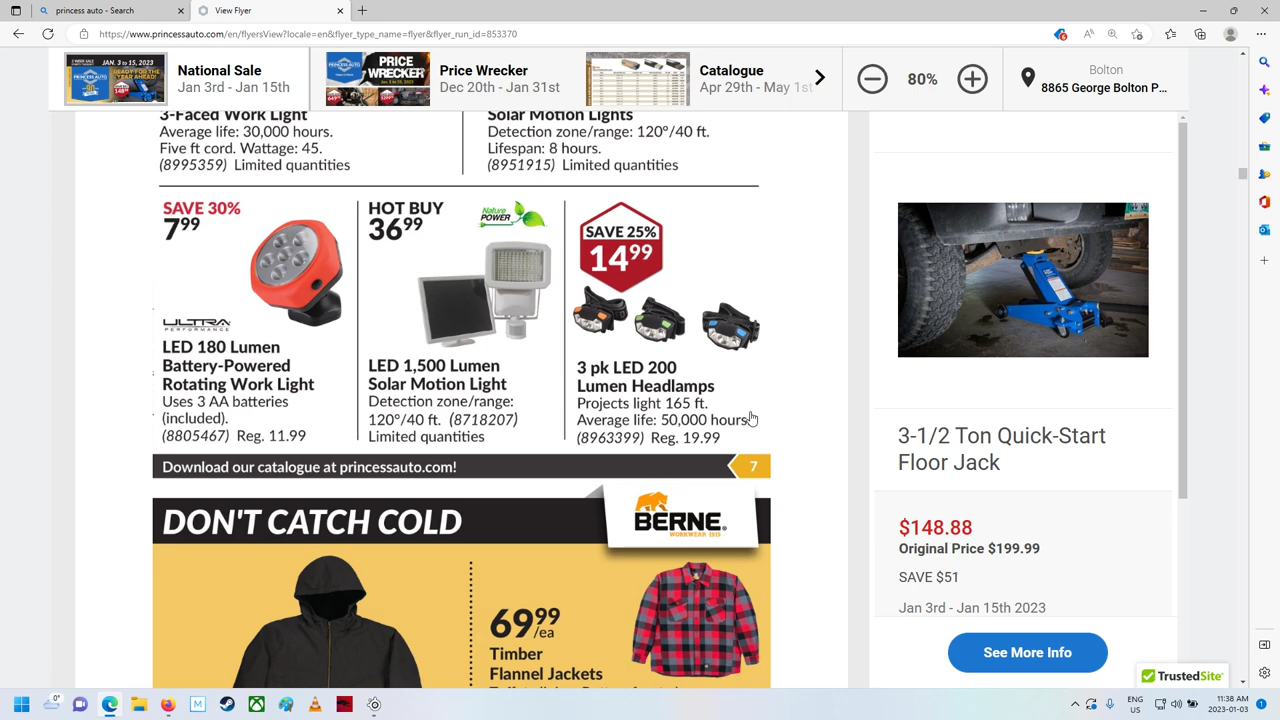 princess auto - Search
View Flyer
https://www.princessauto.com/en/flyersView?locale=en&flyer_type_name=flyer&flyer_run_id=853370
National Sale
Jan 3rd - Jan 15th
Price Wrecker
Dec 20th - Jan 31st
Catalogue
Apr 29th - May 1st
80%
8865 George Bolton P...
3-Faced Work Light
Average life: 30,000 hours.
Five ft cord. Wattage: 45.
(8995359) Limited quantities
Solar Motion Lights
Detection zone/range: 120°/40 ft.
Lifespan: 8 hours.
(8951915) Limited quantities
SAVE 30%
7.99
ULTRA
PERFORMANCE
LED 180 Lumen
Battery-Powered
Rotating Work Light
Uses 3 AA batteries
(included).
(8805467) Reg. 11.99
HOT BUY
36.99
Nature
POWER
LED 1,500 Lumen
Solar Motion Light
Detection zone/range:
120°/40 ft. (8718207)
Limited quantities
SAVE 25%
14.99
3 pk LED 200
Lumen Headlamps
Projects light 165 ft.
Average life: 50,000 hours.
(8963399) Reg. 19.99
Download our catalogue at princessauto.com!
7
DON'T CATCH COLD
BERNE
WORKWEAR 1915
69.99
/ea
Timber
Flannel Jackets
3-1/2 Ton Quick-Start
Floor Jack
$148.88
Original Price $199.99
SAVE $51
Jan 3rd - Jan 15th 2023
See More Info
TrustedSite
ENG
US
11:38 AM
2023-01-03